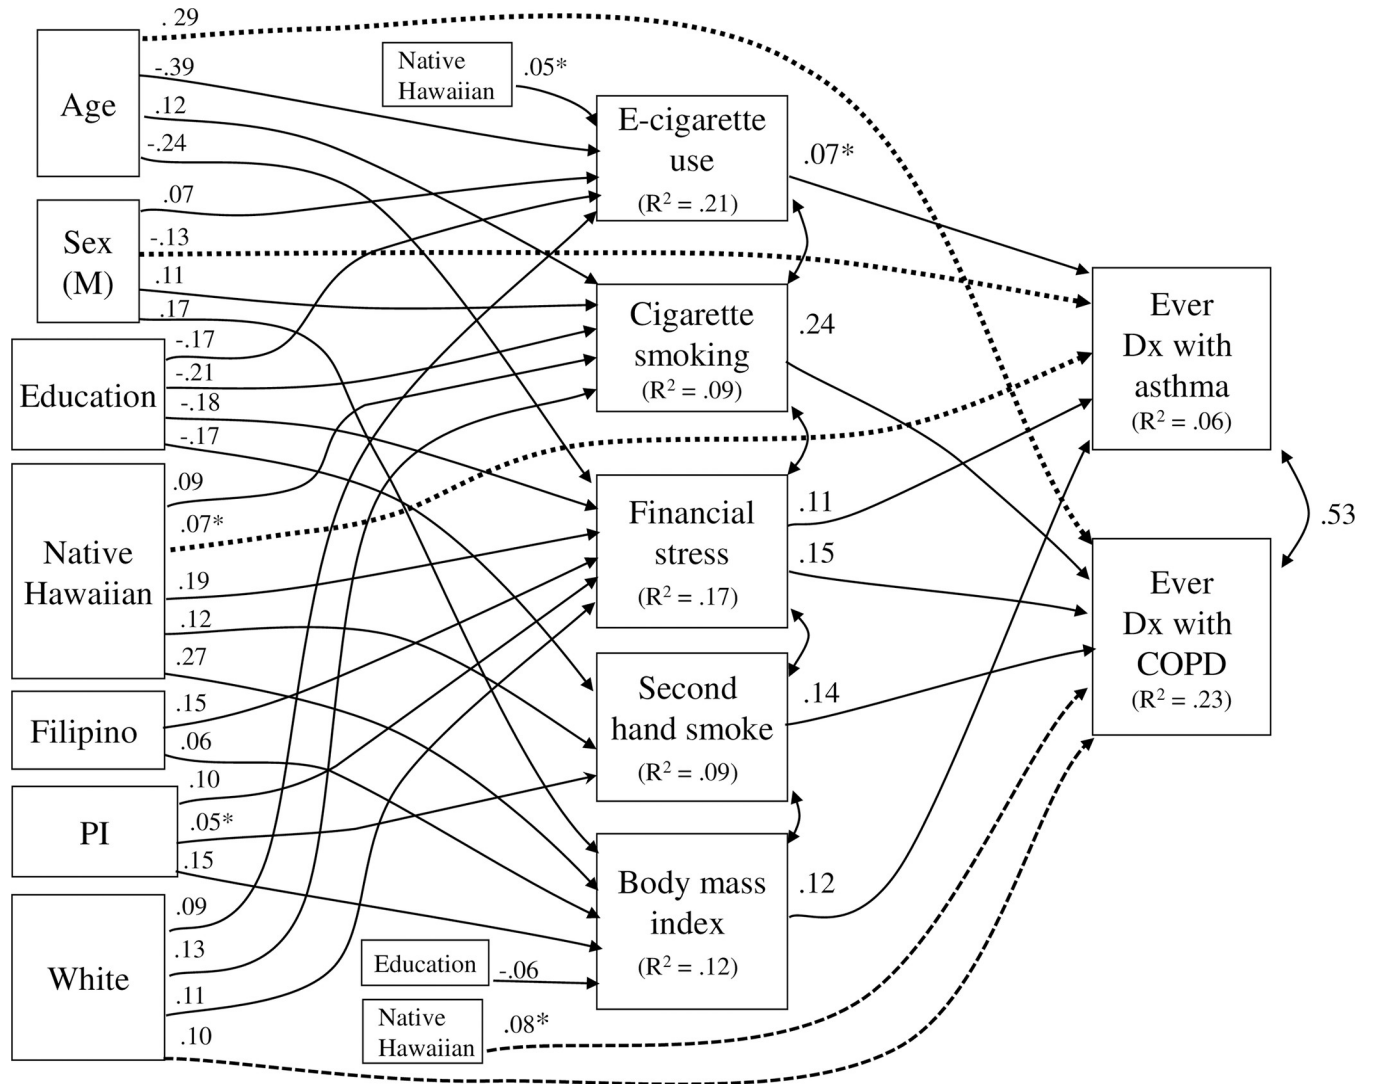 .29
Age
-.39
.12
-.24
Native
Hawaiian
.05*
E-cigarette
use
(R² = .21)
.07*
Sex
(M)
.07
-.13
.11
.17
Cigarette
smoking
(R² = .09)
.24
Ever
Dx with
asthma
(R² = .06)
Education
-.17
-.21
-.18
-.17
Native
Hawaiian
.09
.07*
.19
.12
.27
Financial
stress
(R² = .17)
.11
.15
.53
Ever
Dx with
COPD
(R² = .23)
Filipino
.15
.06
Second
hand smoke
(R² = .09)
.14
PI
.10
.05*
.15
Body mass
index
(R² = .12)
.12
White
.09
.13
.11
.10
Education
-.06
Native
Hawaiian
.08*